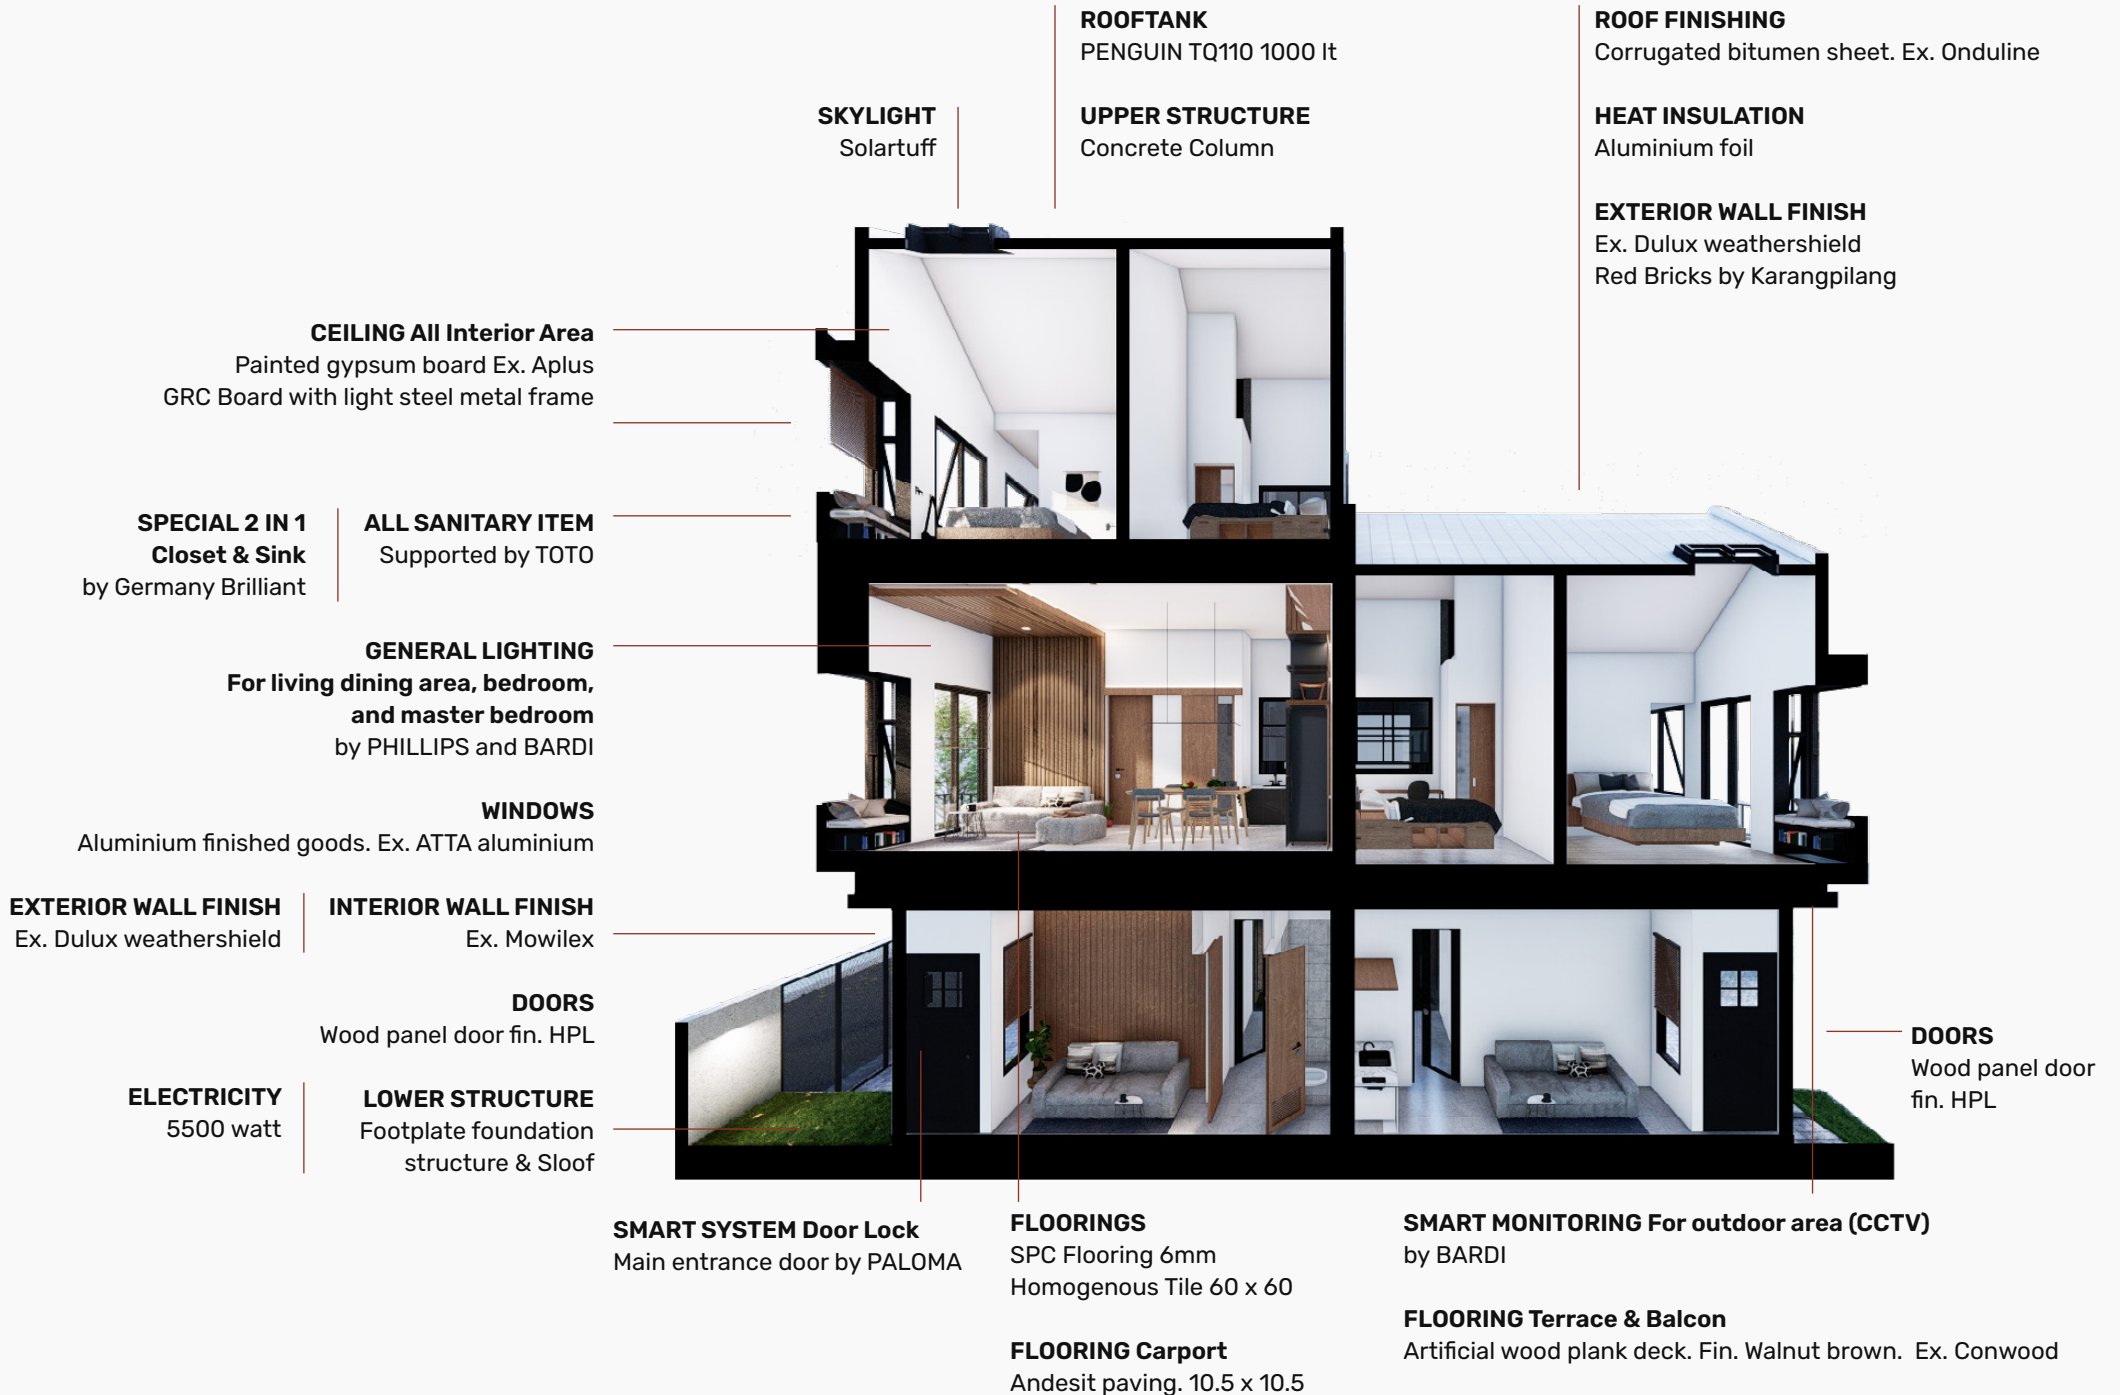 ROOFTANK
PENGUIN TQ110 1000 lt
UPPER STRUCTURE
Concrete Column
ROOF FINISHING
Corrugated bitumen sheet. Ex. Onduline
HEAT INSULATION
Aluminium foil
EXTERIOR WALL FINISH
Ex. Dulux weathershield
Red Bricks by Karangpilang
SKYLIGHT
Solartuff
CEILING All Interior Area
Painted gypsum board Ex. Aplus
GRC Board with light steel metal frame
SPECIAL 2 IN 1
Closet & Sink
by Germany Brilliant
ALL SANITARY ITEM
Supported by TOTO
GENERAL LIGHTING
For living dining area, bedroom,
and master bedroom
by PHILLIPS and BARDI
WINDOWS
Aluminium finished goods. Ex. ATTA aluminium
EXTERIOR WALL FINISH
Ex. Dulux weathershield
INTERIOR WALL FINISH
Ex. Mowilex
DOORS
Wood panel door fin. HPL
ELECTRICITY
5500 watt
LOWER STRUCTURE
Footplate foundation
structure & Sloof
DOORS
Wood panel door
fin. HPL
SMART SYSTEM Door Lock
Main entrance door by PALOMA
FLOORINGS
SPC Flooring 6mm
Homogenous Tile 60 x 60
FLOORING Carport
Andesit paving. 10.5 x 10.5
SMART MONITORING For outdoor area (CCTV)
by BARDI
FLOORING Terrace & Balcon
Artificial wood plank deck. Fin. Walnut brown. Ex. Conwood